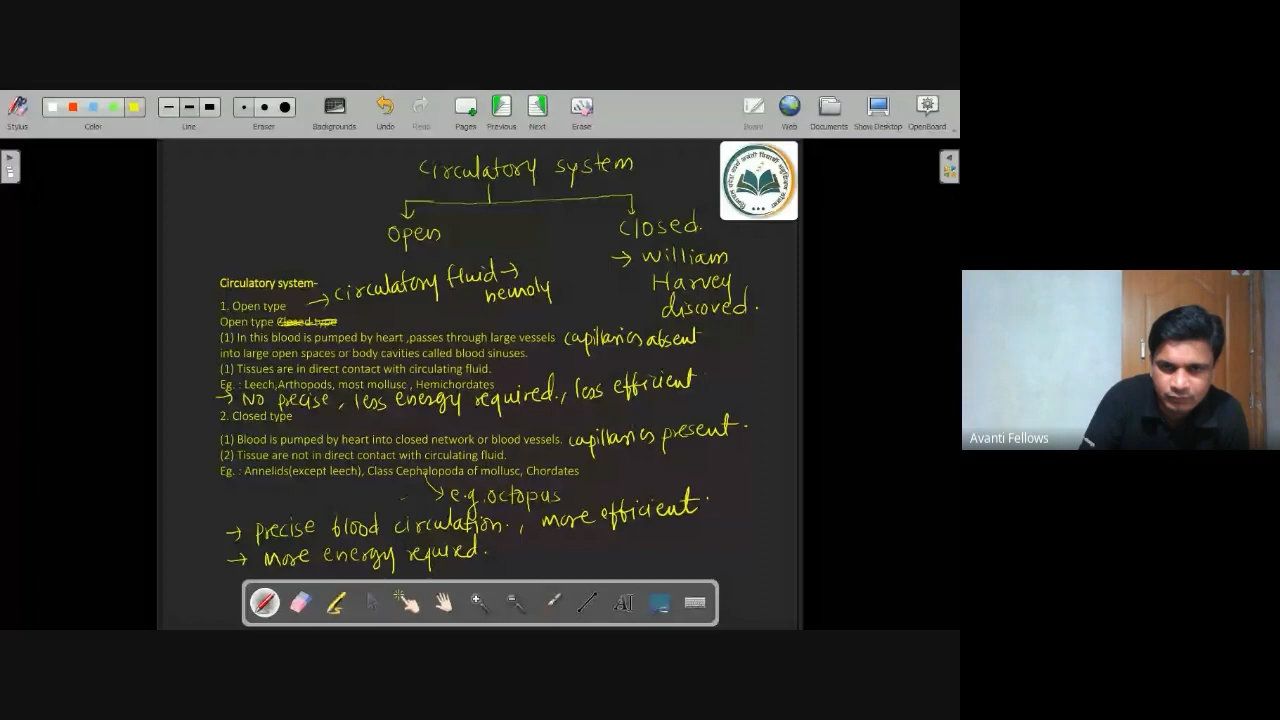 Stylus
Color
Line
Eraser
Backgrounds
Undo
Redo
Pages
Previous
Next
Erase
Board
Web
Documents
Show Desktop
OpenBoard
circulatory system
open
closed.
→ william
Harvey
discoved.
Circulatory system-
→ circulatory fluid →
hemoly
1. Open type
Open type Closed type
(1) In this blood is pumped by heart ,passes through large vessels
capillaries absent
into large open spaces or body cavities called blood sinuses.
(1) Tissues are in direct contact with circulating fluid.
Eg. : Leech,Arthopods, most mollusc , Hemichordates
→ No precise, less energy required., less efficient
2. Closed type
(1) Blood is pumped by heart into closed network or blood vessels.
capillaries present.
(2) Tissue are not in direct contact with circulating fluid.
Eg. : Annelids(except leech), Class Cephalopoda of mollusc, Chordates
→ e.g. octopus
→ precise blood circulation., more efficient.
→ more energy required.
Avanti Fellows